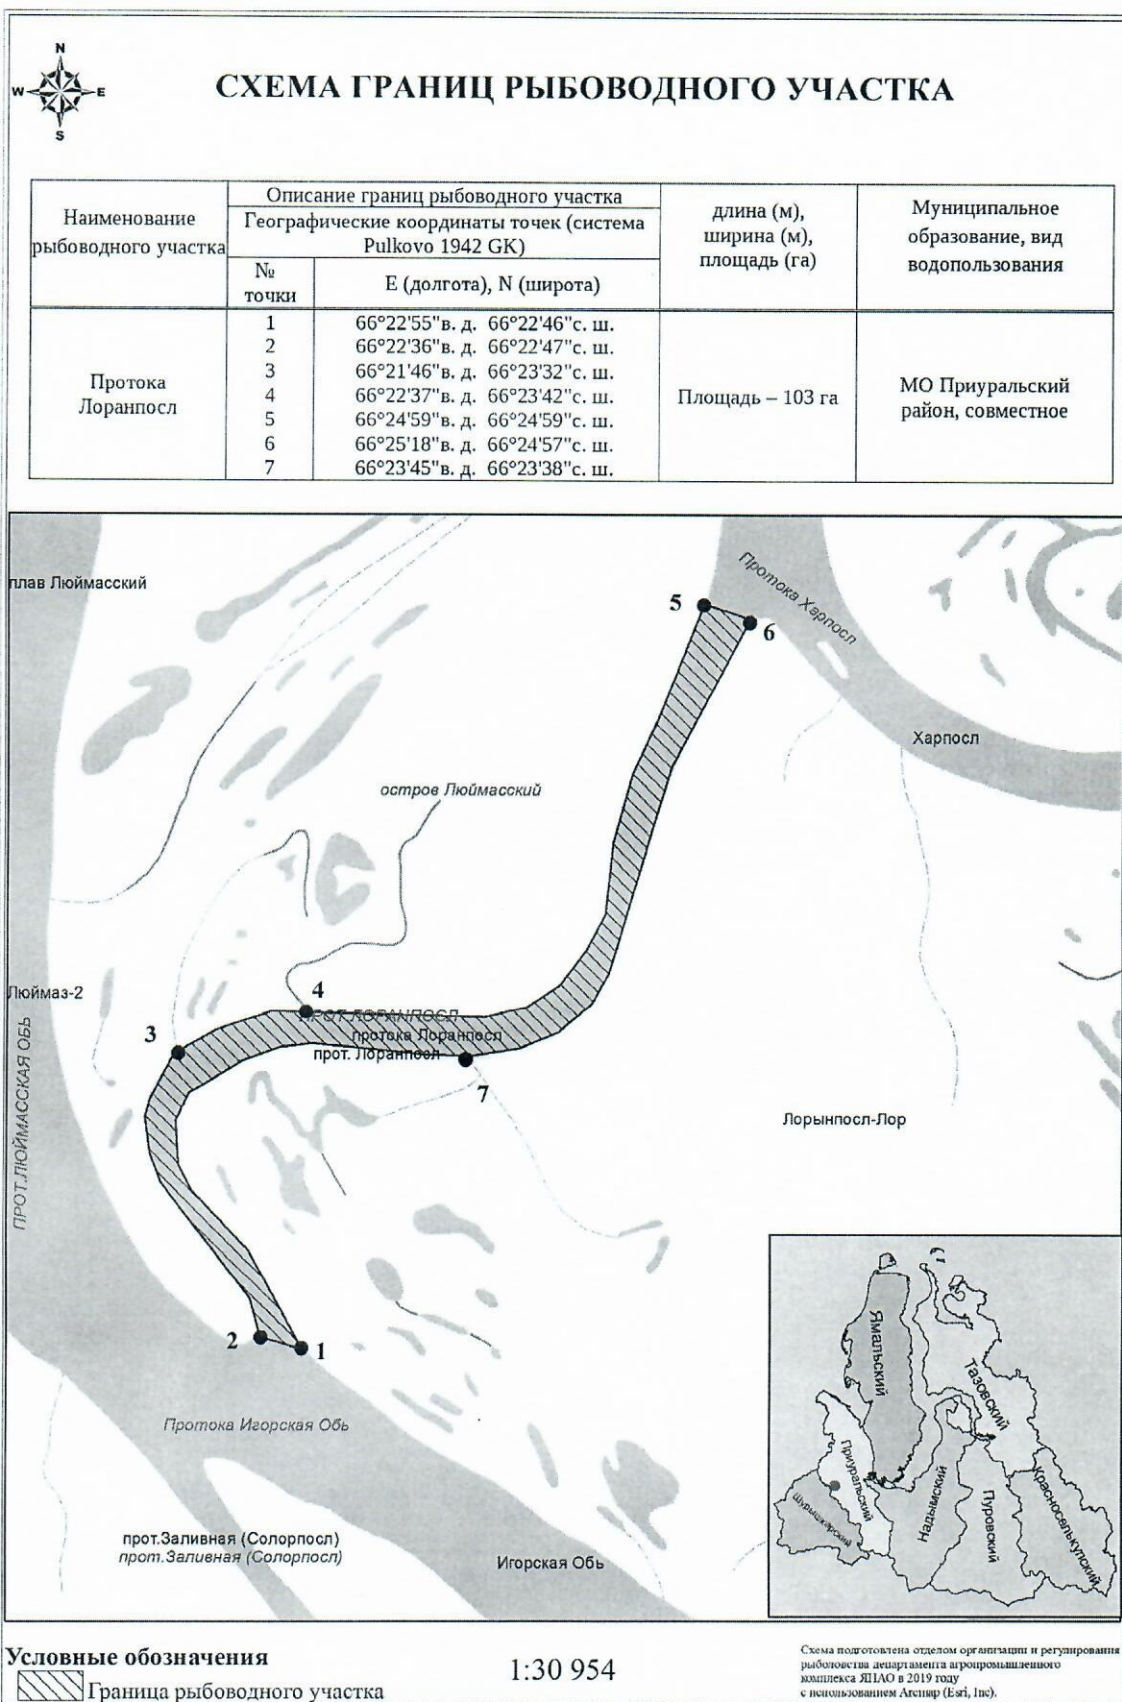 N
W E
S
СХЕМА ГРАНИЦ РЫБОВОДНОГО УЧАСТКА
Наименование рыбоводного участка
Описание границ рыбоводного участка
Географические координаты точек (система
Pulkovo 1942 GK)
№
точки
E (долгота), N (широта)
длина (м),
ширина (м),
площадь (га)
Муниципальное
образование, вид
водопользования
Протока
Лоранпосл
1 66°22'55"в. д. 66°22'46"с. ш.
2 66°22'36"в. д. 66°22'47"с. ш.
3 66°21'46"в. д. 66°23'32"с. ш.
4 66°22'37"в. д. 66°23'42"с. ш.
5 66°24'59"в. д. 66°24'59"с. ш.
6 66°25'18"в. д. 66°24'57"с. ш.
7 66°23'45"в. д. 66°23'38"с. ш.
Площадь – 103 га
МО Приуральский
район, совместное
плав Люймасский
Протока Харпосл
5
6
Харпосл
остров Люймасский
Люймаз-2
4
ПРОТ.ЛОРАНПОСЛ
протока Лоранпосл
прот. Лоранпосл
3
7
ПРОТ.ЛЮЙМАССКАЯ ОБЬ
Лорынпосл-Лор
2
1
Протока Игорская Обь
прот.Заливная (Солорпосл)
прот.Заливная (Солорпосл)
Игорская Обь
Ямальский
Тазовский
Приуральский
Шурышкарский
Надымский
Пуровский
Красноселькупский
Условные обозначения
Граница рыбоводного участка
1:30 954
Схема подготовлена отделом организации и регулирования
рыболовства департамента агропромышленного
комплекса ЯНАО в 2019 году
с использованием Arcmap (Esri, Inc).